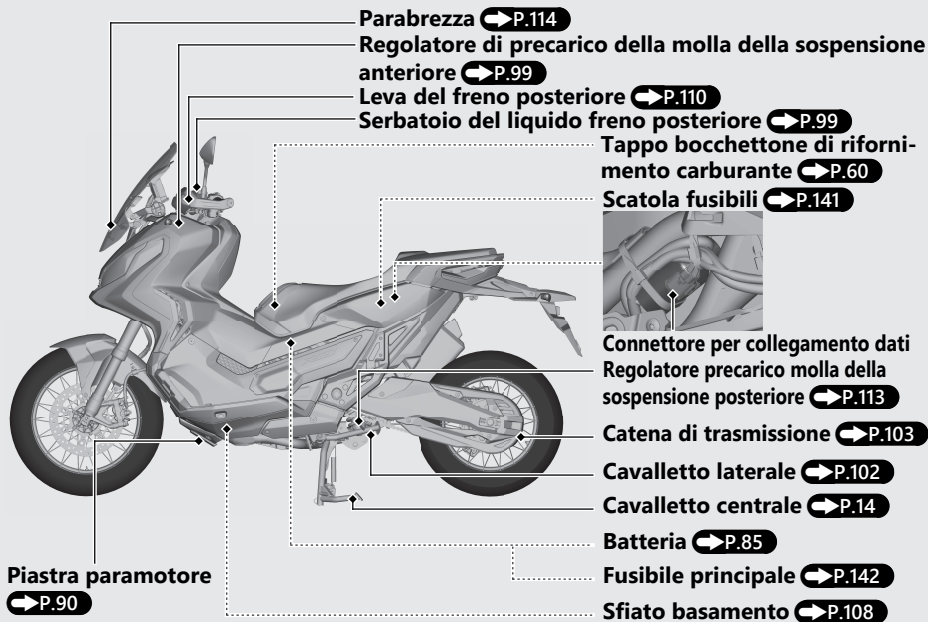 Parabrezza ➔P.114
Regolatore di precarico della molla della sospensione
anteriore ➔P.99
Leva del freno posteriore ➔P.110
Serbatoio del liquido freno posteriore ➔P.99
Tappo bocchettone di riforni-
mento carburante ➔P.60
Scatola fusibili ➔P.141
Connettore per collegamento dati
Regolatore precarico molla della
sospensione posteriore ➔P.113
Catena di trasmissione ➔P.103
Cavalletto laterale ➔P.102
Cavalletto centrale ➔P.14
Batteria ➔P.85
Fusibile principale ➔P.142
Sfiato basamento ➔P.108
Piastra paramotore
➔P.90